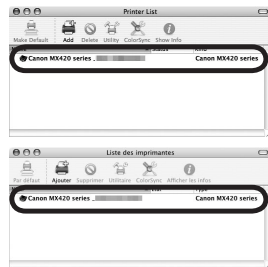 Printer List
Make Default Add Delete Utility ColorSync Show Info
Status Kind
Canon MX420 series _ Canon MX420 series
Liste des imprimantes
Par défaut Ajouter Supprimer Utilitaire ColorSync Afficher les infos
Type
Canon MX420 series _ Canon MX420 series